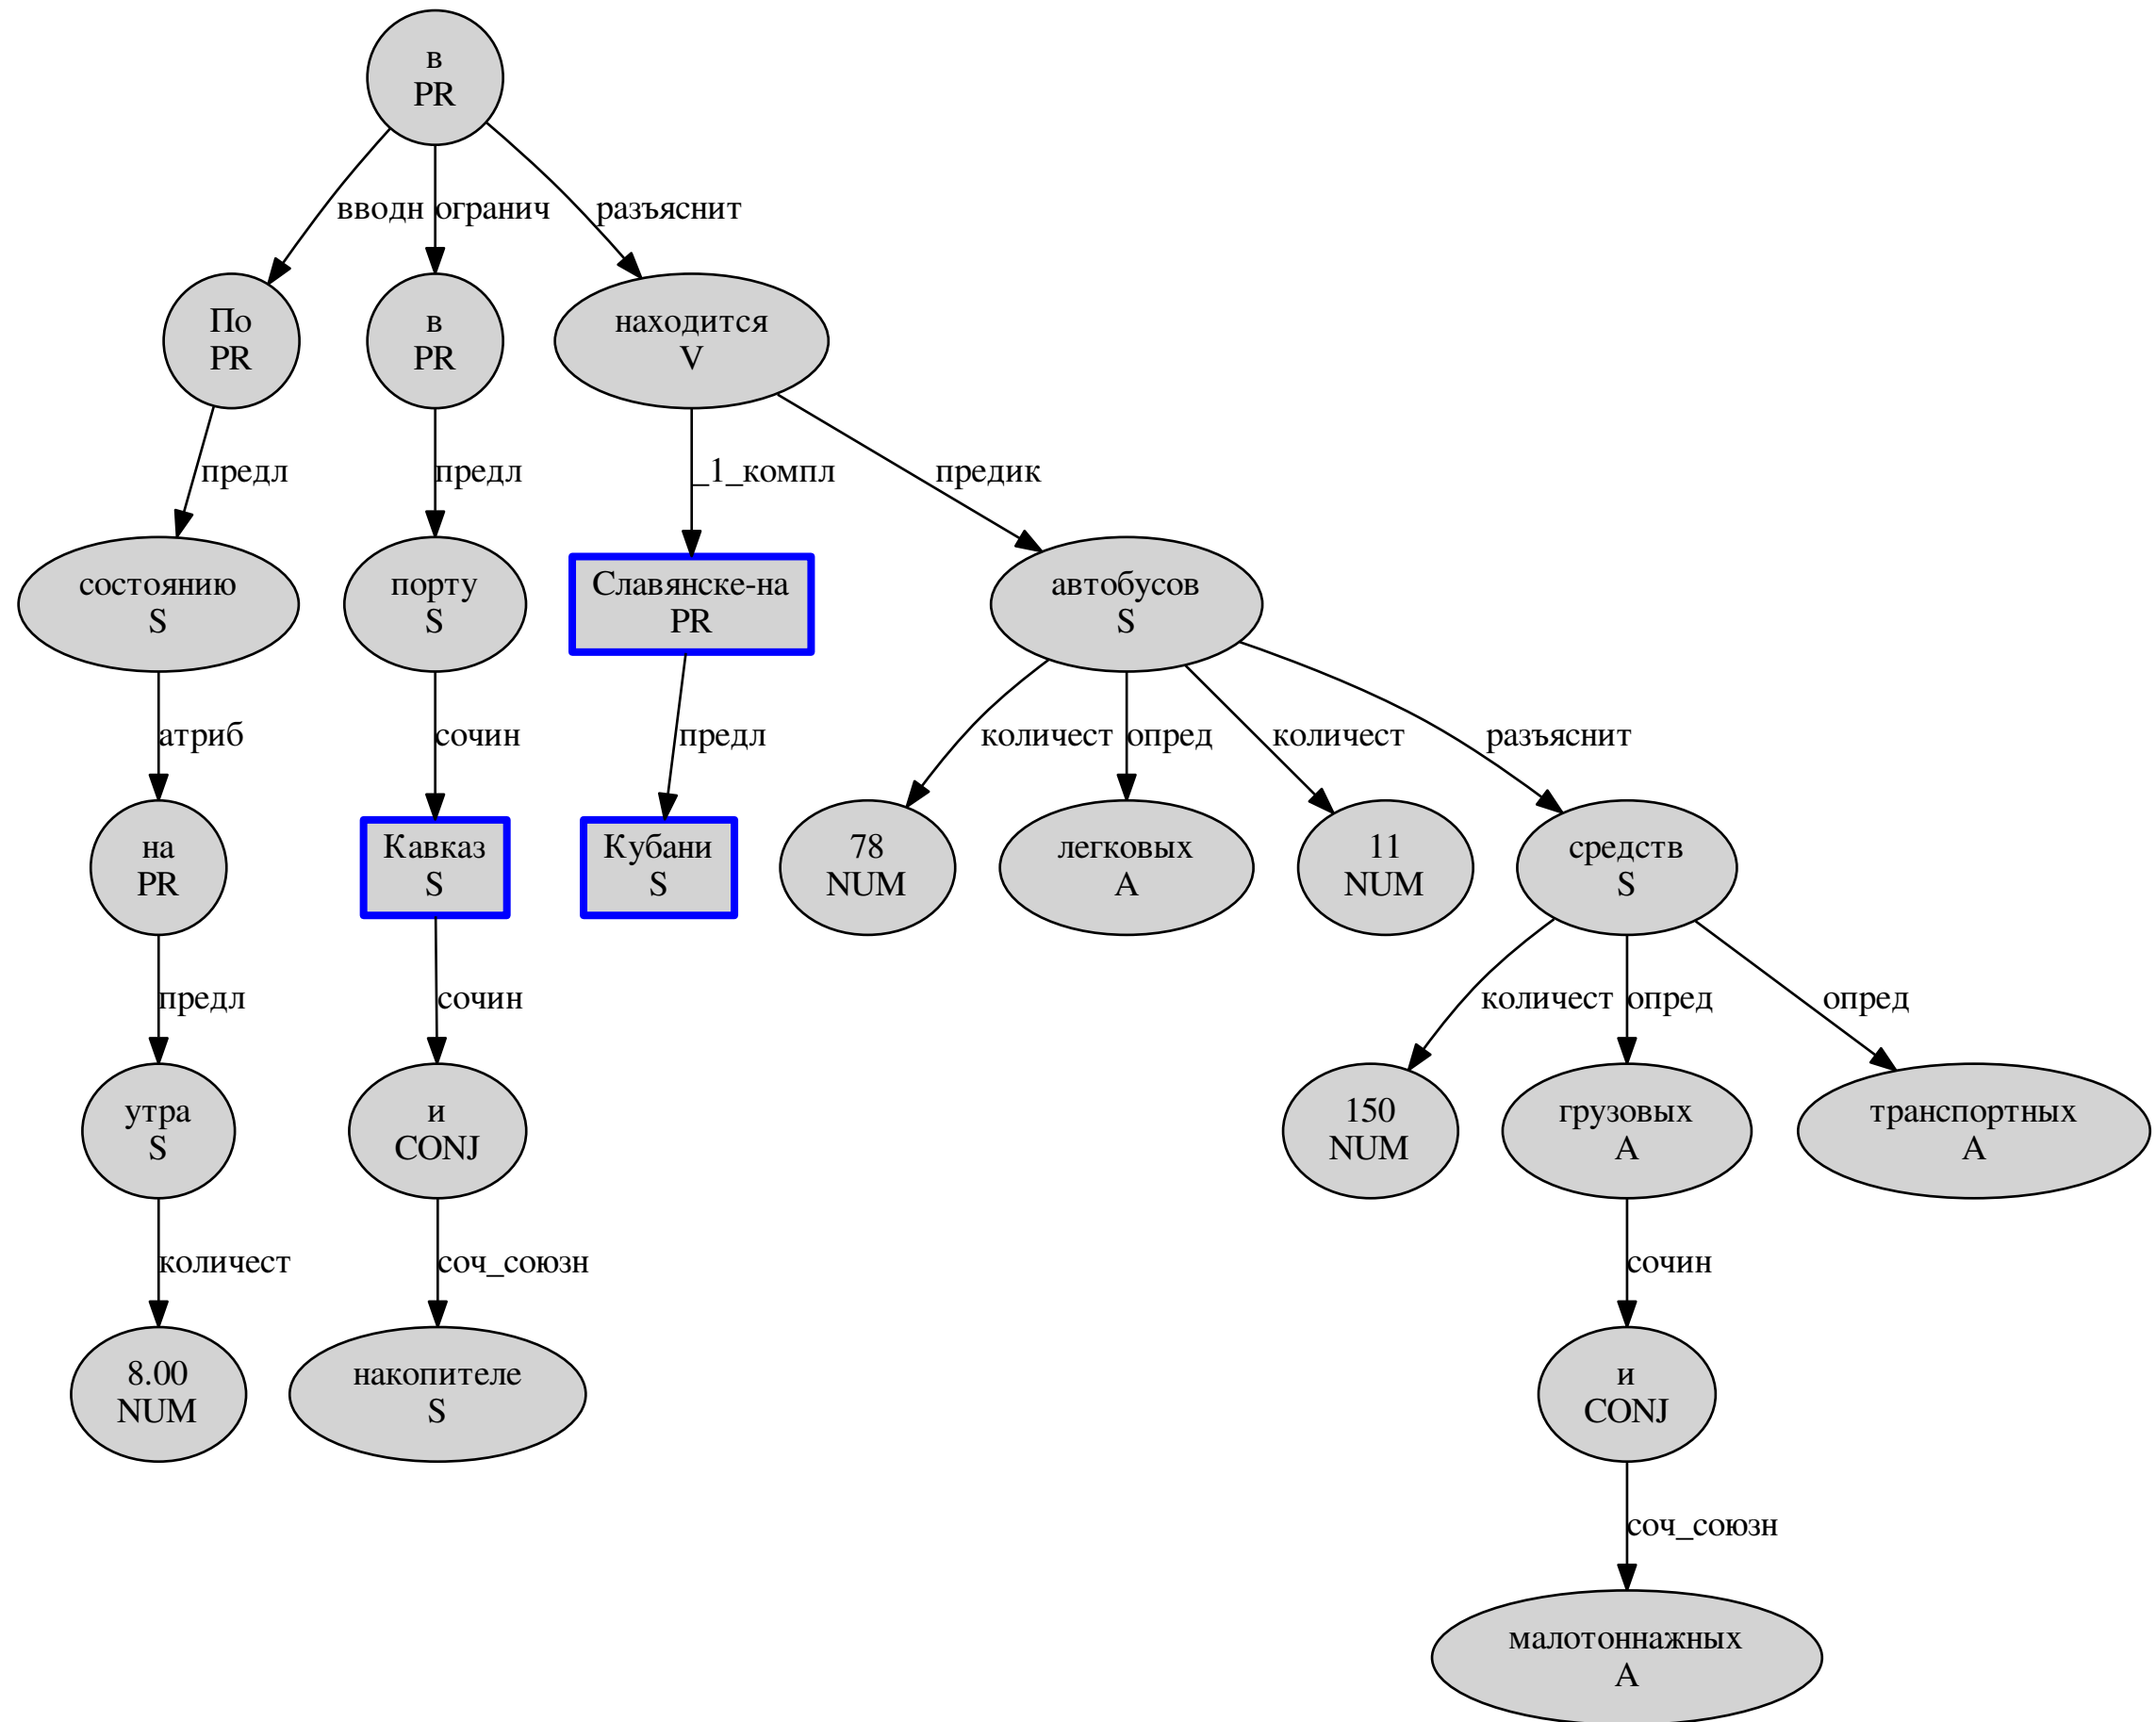 в
PR
вводн огранич разъяснит
По
PR
в
PR
находится
V
предл предл _1_компл предик
состоянию
S
порту
S
Славянске-на
PR
автобусов
S
атриб сочин предл количест опред количест разъяснит
на
PR
Кавказ
S
Кубани
S
78
NUM
легковых
A
11
NUM
средств
S
предл сочин количест опред опред
утра
S
и
CONJ
150
NUM
грузовых
A
транспортных
A
количест соч_союзн сочин
8.00
NUM
накопителе
S
и
CONJ
соч_союзн
малотоннажных
A